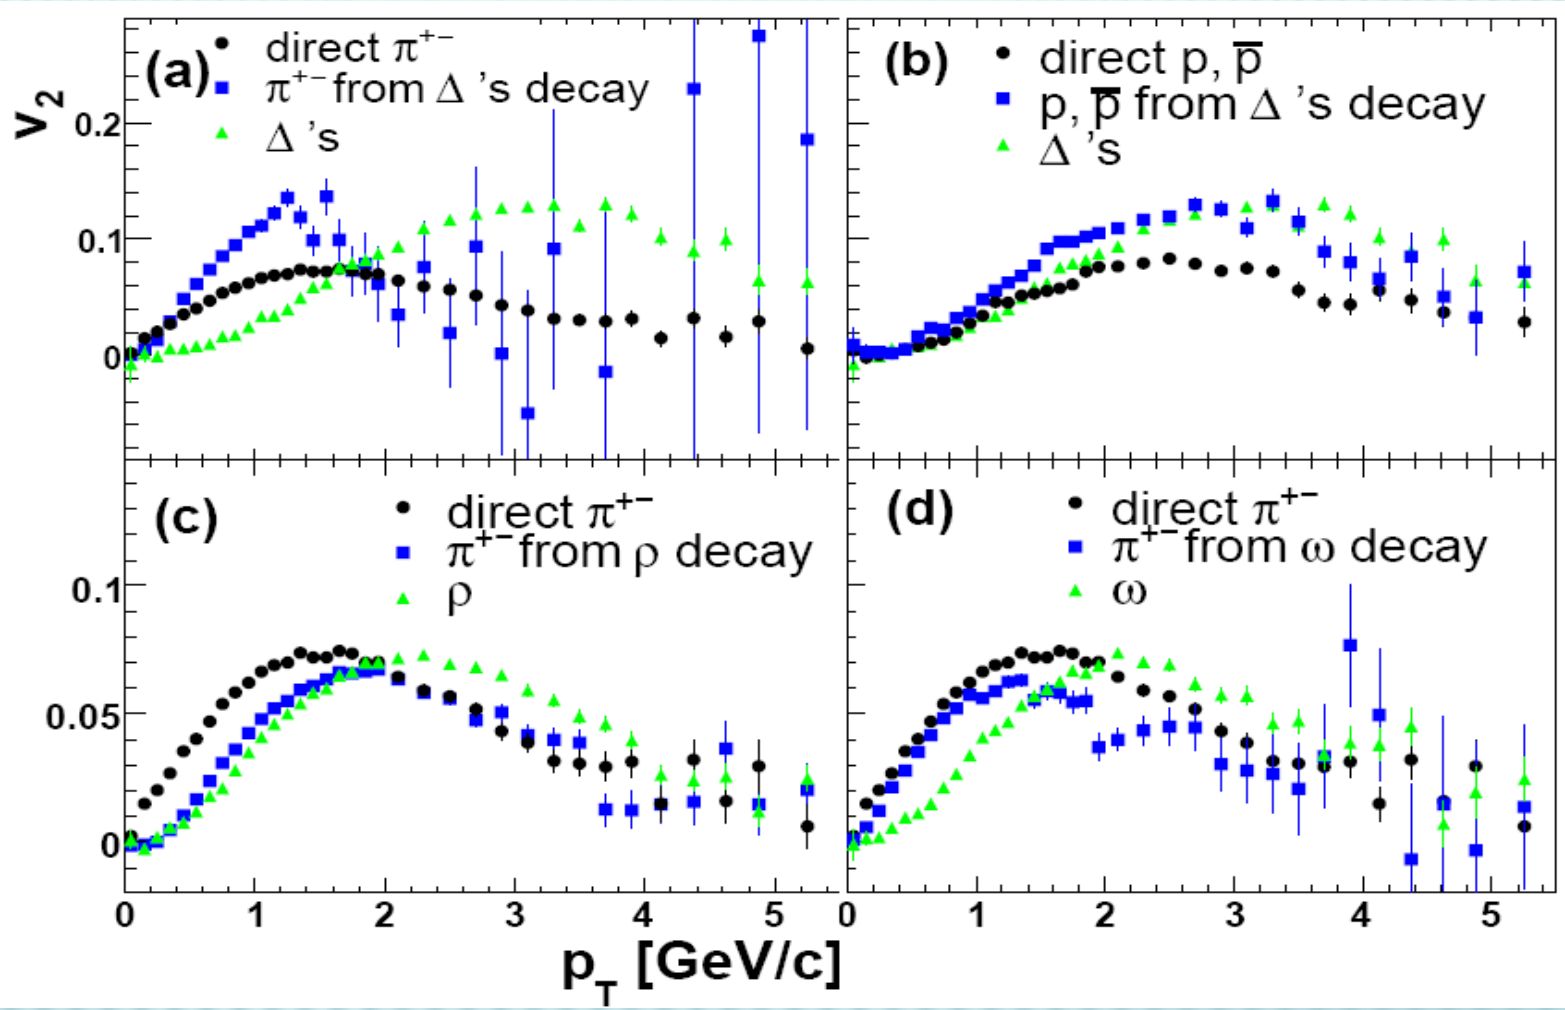 (a)
direct π⁺⁻
π⁺⁻ from Δ 's decay
Δ 's
(b)
direct p, p̅
p, p̅ from Δ 's decay
Δ 's
v₂
0.2
0.1
0
(c)
direct π⁺⁻
π⁺⁻ from ρ decay
ρ
(d)
direct π⁺⁻
π⁺⁻ from ω decay
ω
0.1
0.05
0
0 1 2 3 4 5 0 1 2 3 4 5
p_T [GeV/c]